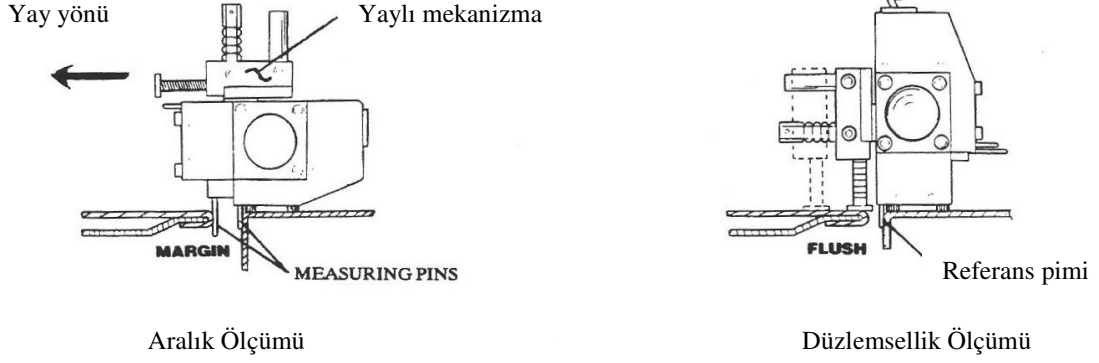 Yay yönü
Yaylı mekanizma
MARGIN
MEASURING PINS
Aralık Ölçümü
FLUSH
Referans pimi
Düzlemsellik Ölçümü